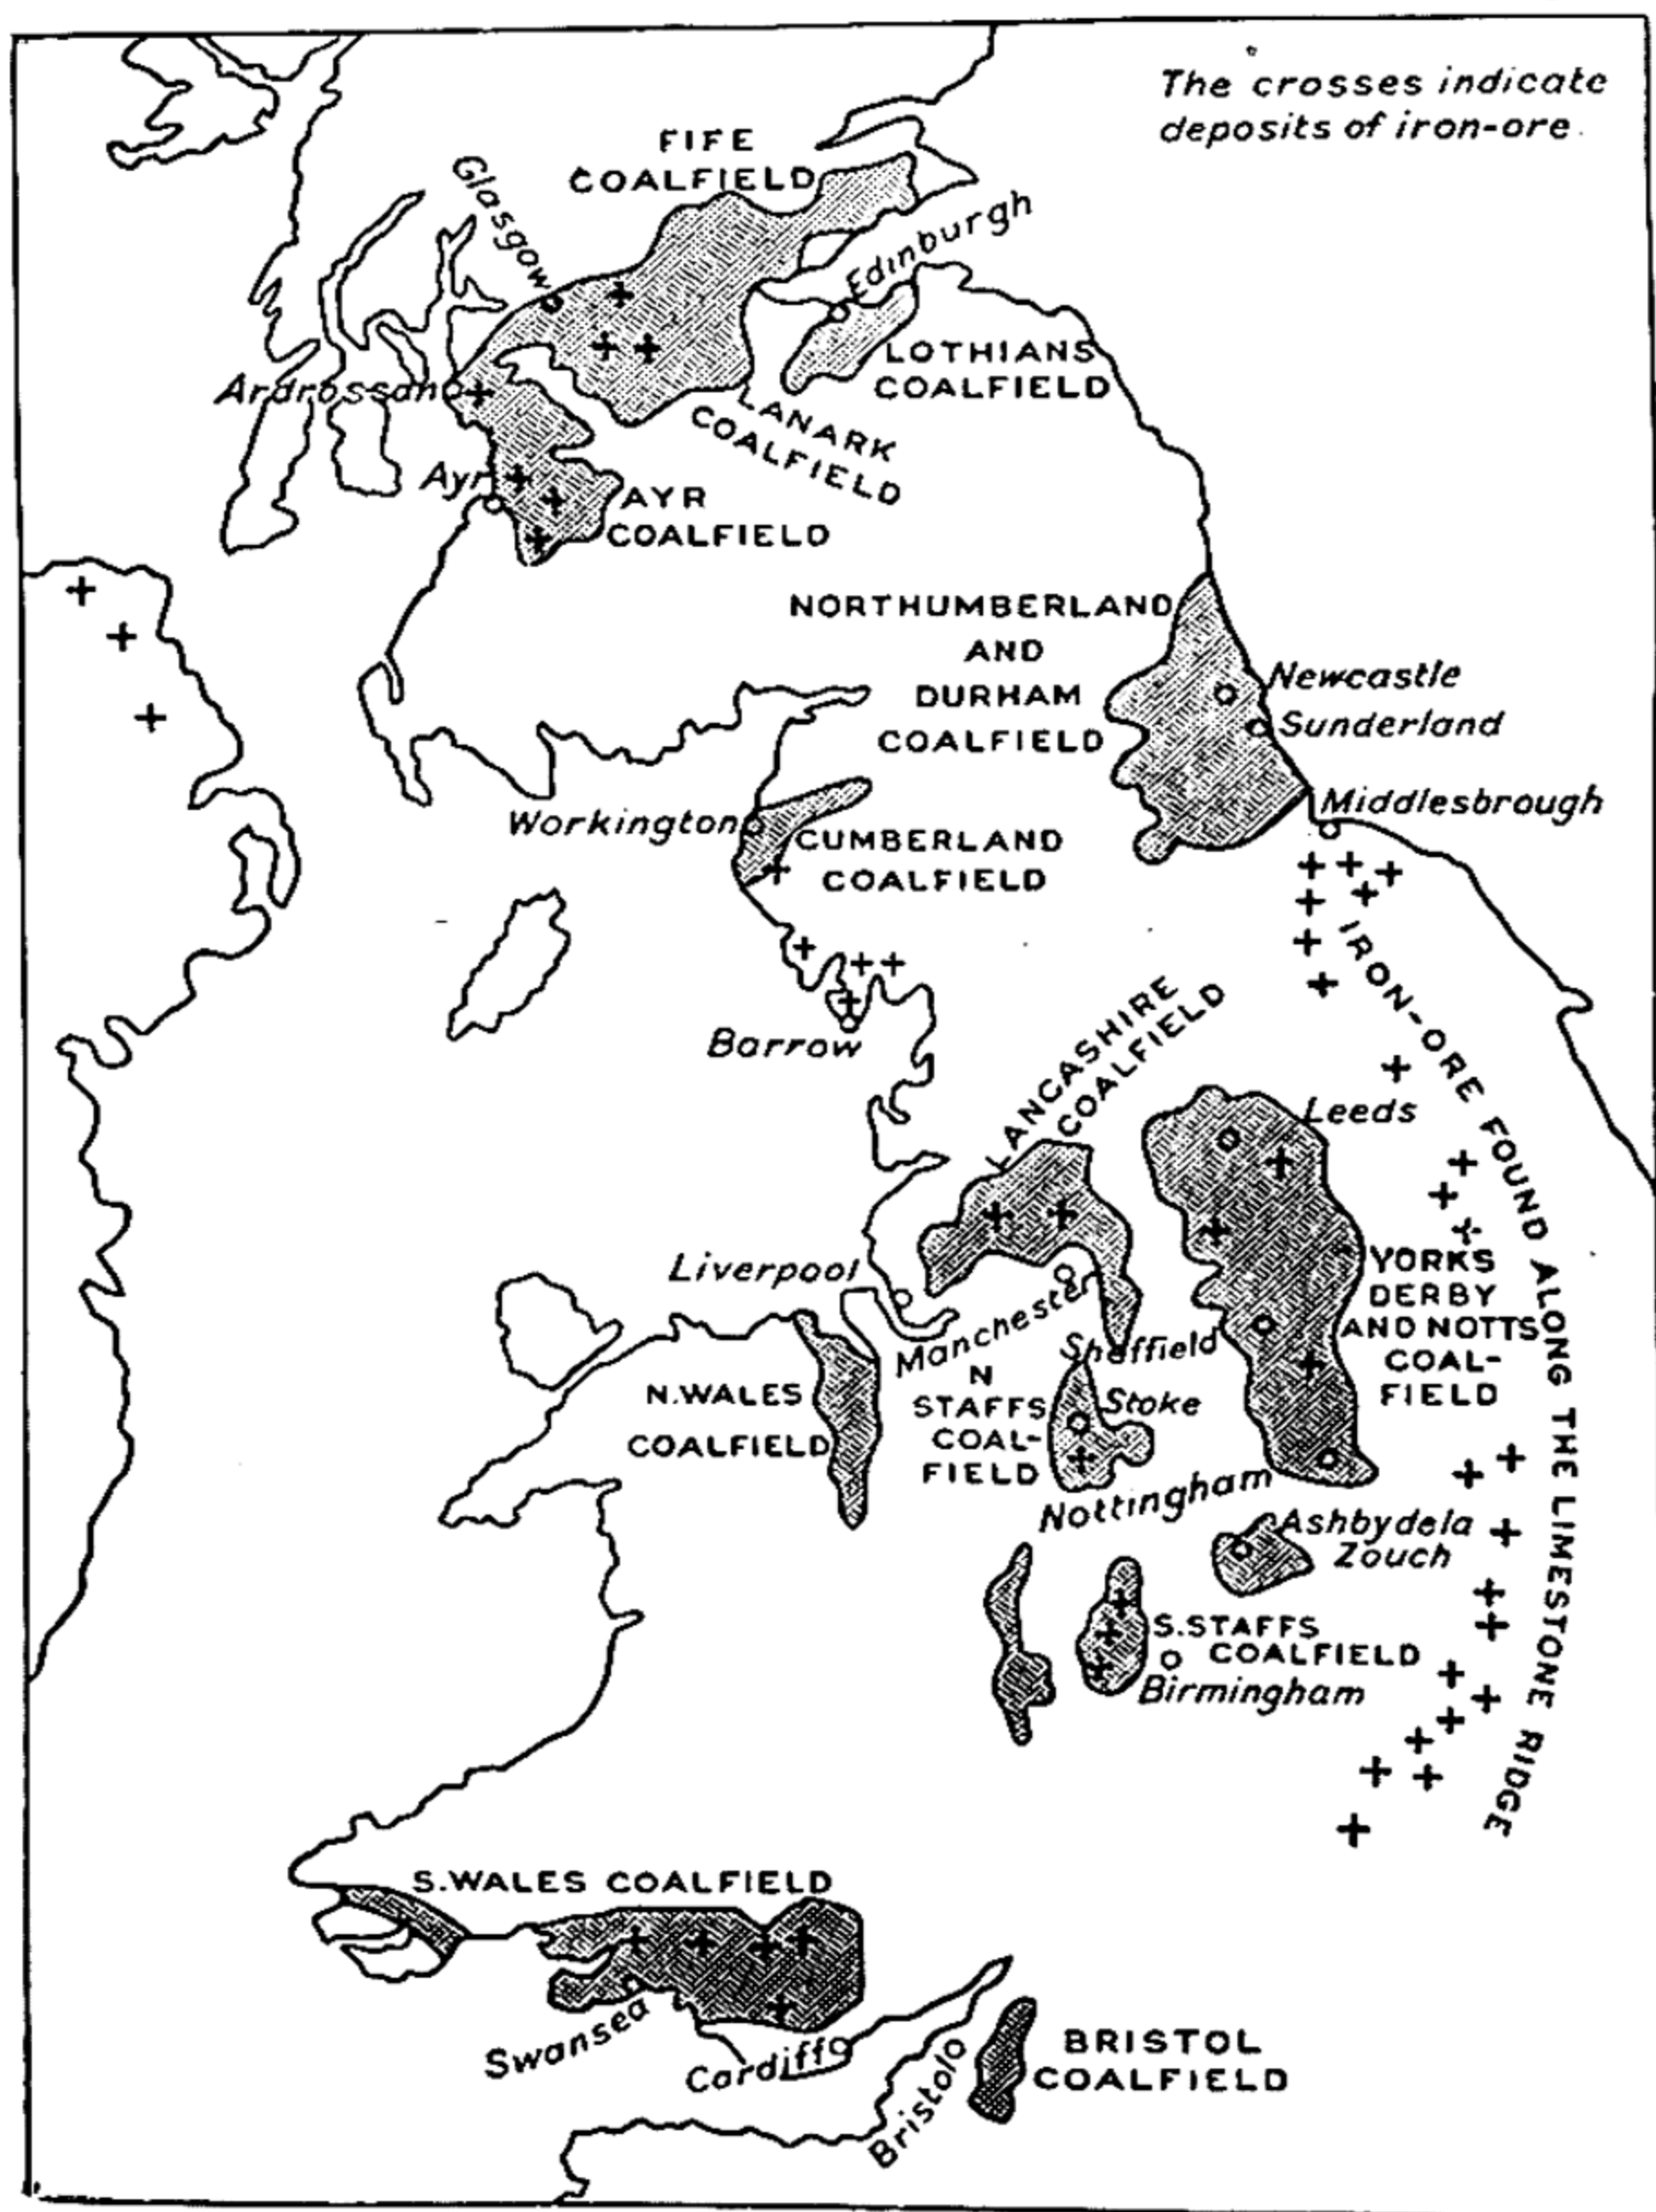 The crosses indicate
deposits of iron-ore.
FIFE
COALFIELD
Glasgow
Edinburgh
LOTHIANS
COALFIELD
Ardrossan
LANARK
COALFIELD
Ayr
AYR
COALFIELD
NORTHUMBERLAND
AND
DURHAM
COALFIELD
Newcastle
Sunderland
Middlesbrough
Workington
CUMBERLAND
COALFIELD
IRON-ORE FOUND ALONG THE LIMESTONE RIDGE
Barrow
LANCASHIRE
COALFIELD
Leeds
Liverpool
Manchester
YORKS
DERBY
AND NOTTS
COAL-
FIELD
Sheffield
N.WALES
COALFIELD
N
STAFFS
COAL-
FIELD
Stoke
Nottingham
Ashbydela
Zouch
S.STAFFS
COALFIELD
Birmingham
S.WALES COALFIELD
Swansea
Cardiff
Bristol
BRISTOL
COALFIELD